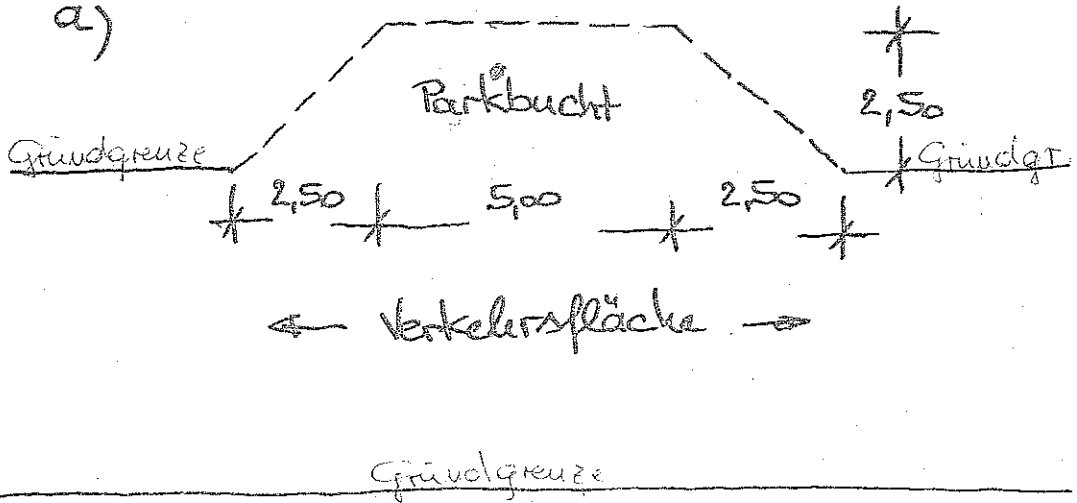 a)
Parkbucht
2,50
Grundgrenze
Grundgr.
2,50 5,00 2,50
← Verkehrsfläche →
Grundgrenze